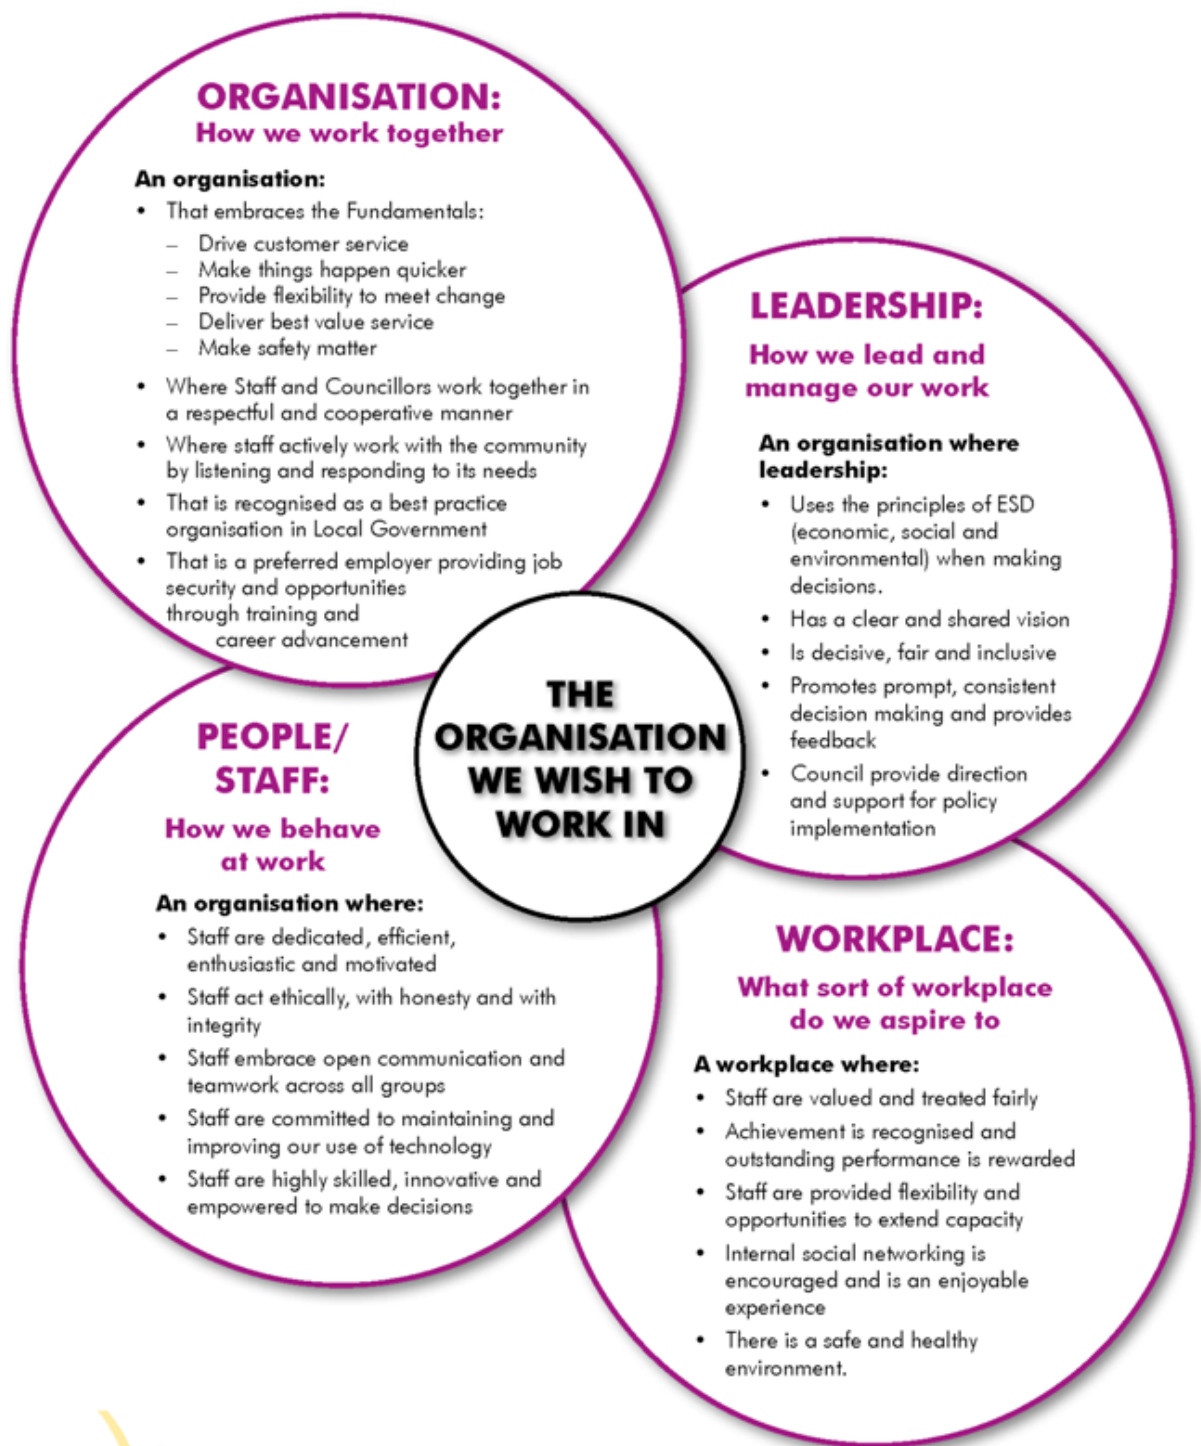 ORGANISATION:
How we work together
An organisation:
• That embraces the Fundamentals:
– Drive customer service
– Make things happen quicker
– Provide flexibility to meet change
– Deliver best value service
– Make safety matter
• Where Staff and Councillors work together in
a respectful and cooperative manner
• Where staff actively work with the community
by listening and responding to its needs
• That is recognised as a best practice
organisation in Local Government
• That is a preferred employer providing job
security and opportunities
through training and
career advancement
LEADERSHIP:
How we lead and
manage our work
An organisation where
leadership:
• Uses the principles of ESD
(economic, social and
environmental) when making
decisions.
• Has a clear and shared vision
• Is decisive, fair and inclusive
• Promotes prompt, consistent
decision making and provides
feedback
• Council provide direction
and support for policy
implementation
THE
ORGANISATION
WE WISH TO
WORK IN
PEOPLE/
STAFF:
How we behave
at work
An organisation where:
• Staff are dedicated, efficient,
enthusiastic and motivated
• Staff act ethically, with honesty and with
integrity
• Staff embrace open communication and
teamwork across all groups
• Staff are committed to maintaining and
improving our use of technology
• Staff are highly skilled, innovative and
empowered to make decisions
WORKPLACE:
What sort of workplace
do we aspire to
A workplace where:
• Staff are valued and treated fairly
• Achievement is recognised and
outstanding performance is rewarded
• Staff are provided flexibility and
opportunities to extend capacity
• Internal social networking is
encouraged and is an enjoyable
experience
• There is a safe and healthy
environment.